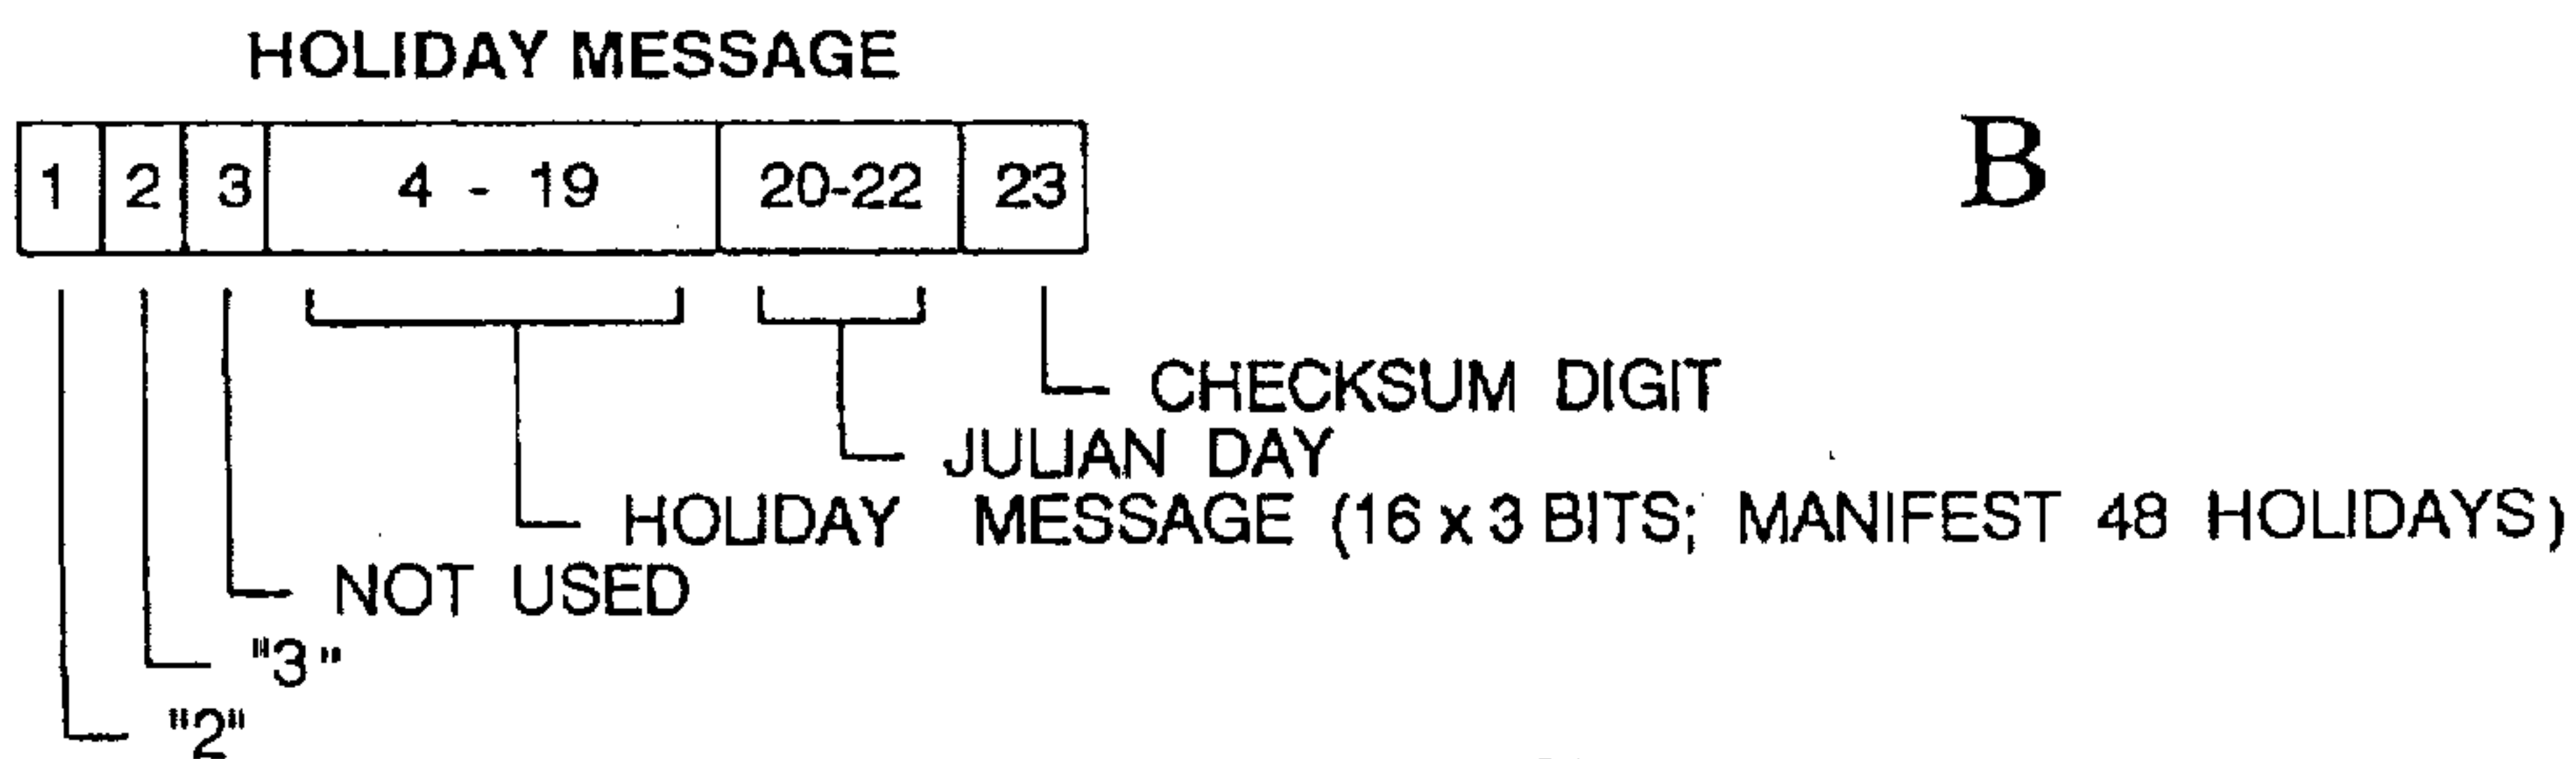 HOLIDAY MESSAGE
B
1 2 3 4 - 19 20-22 23
CHECKSUM DIGIT
JULIAN DAY
HOLIDAY MESSAGE (16 x 3 BITS; MANIFEST 48 HOLIDAYS)
NOT USED
"3"
"2"